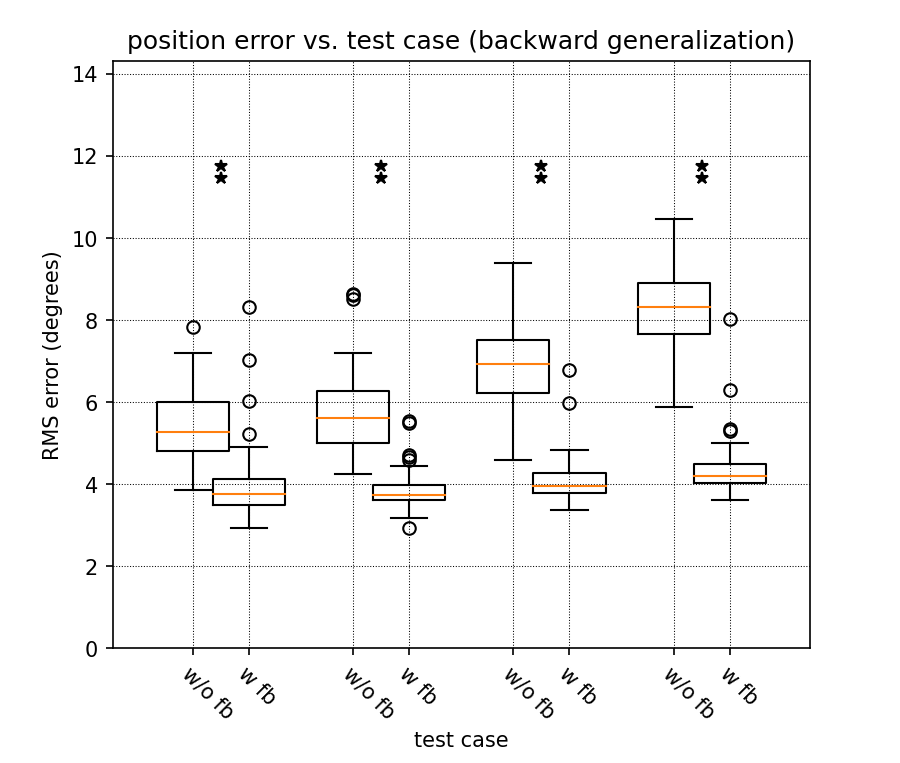 position error vs. test case (backward generalization)
14
12
10
8
6
4
2
0
RMS error (degrees)
w/o fb w fb w/o fb w fb w/o fb w fb w/o fb w fb
test case